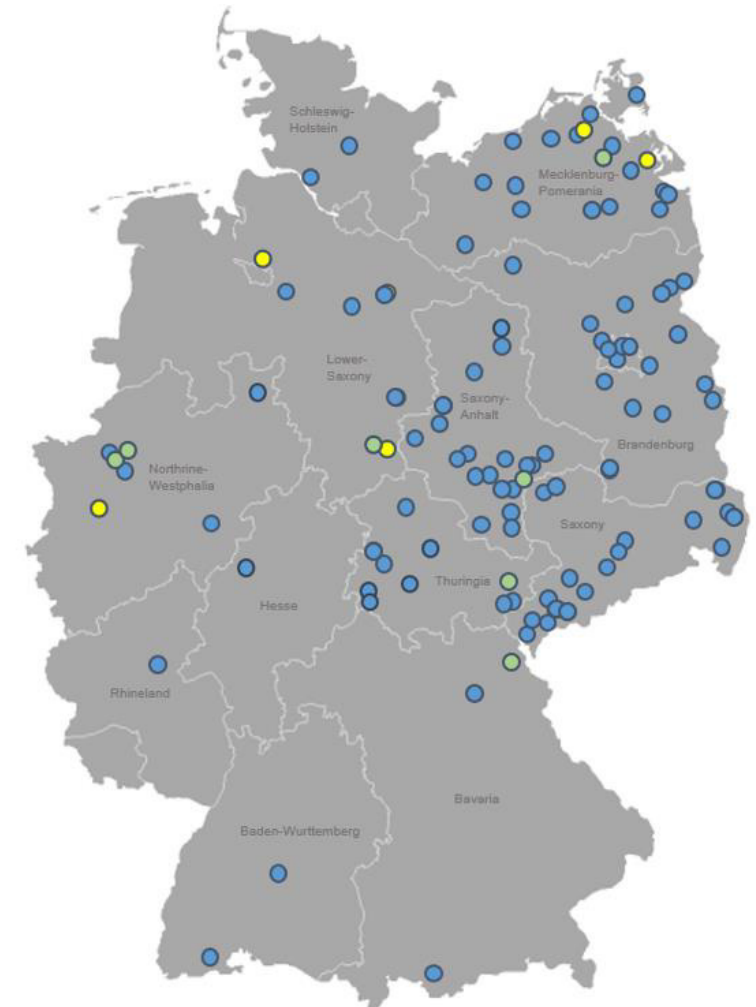 Schleswig-
Holstein
Mecklenburg-
Pomerania
Lower-
Saxony
Saxony-
Anhalt
Brandenburg
Northrine-
Westphalia
Saxony
Thuringia
Hesse
Rhineland
Bavaria
Baden-Wurttemberg